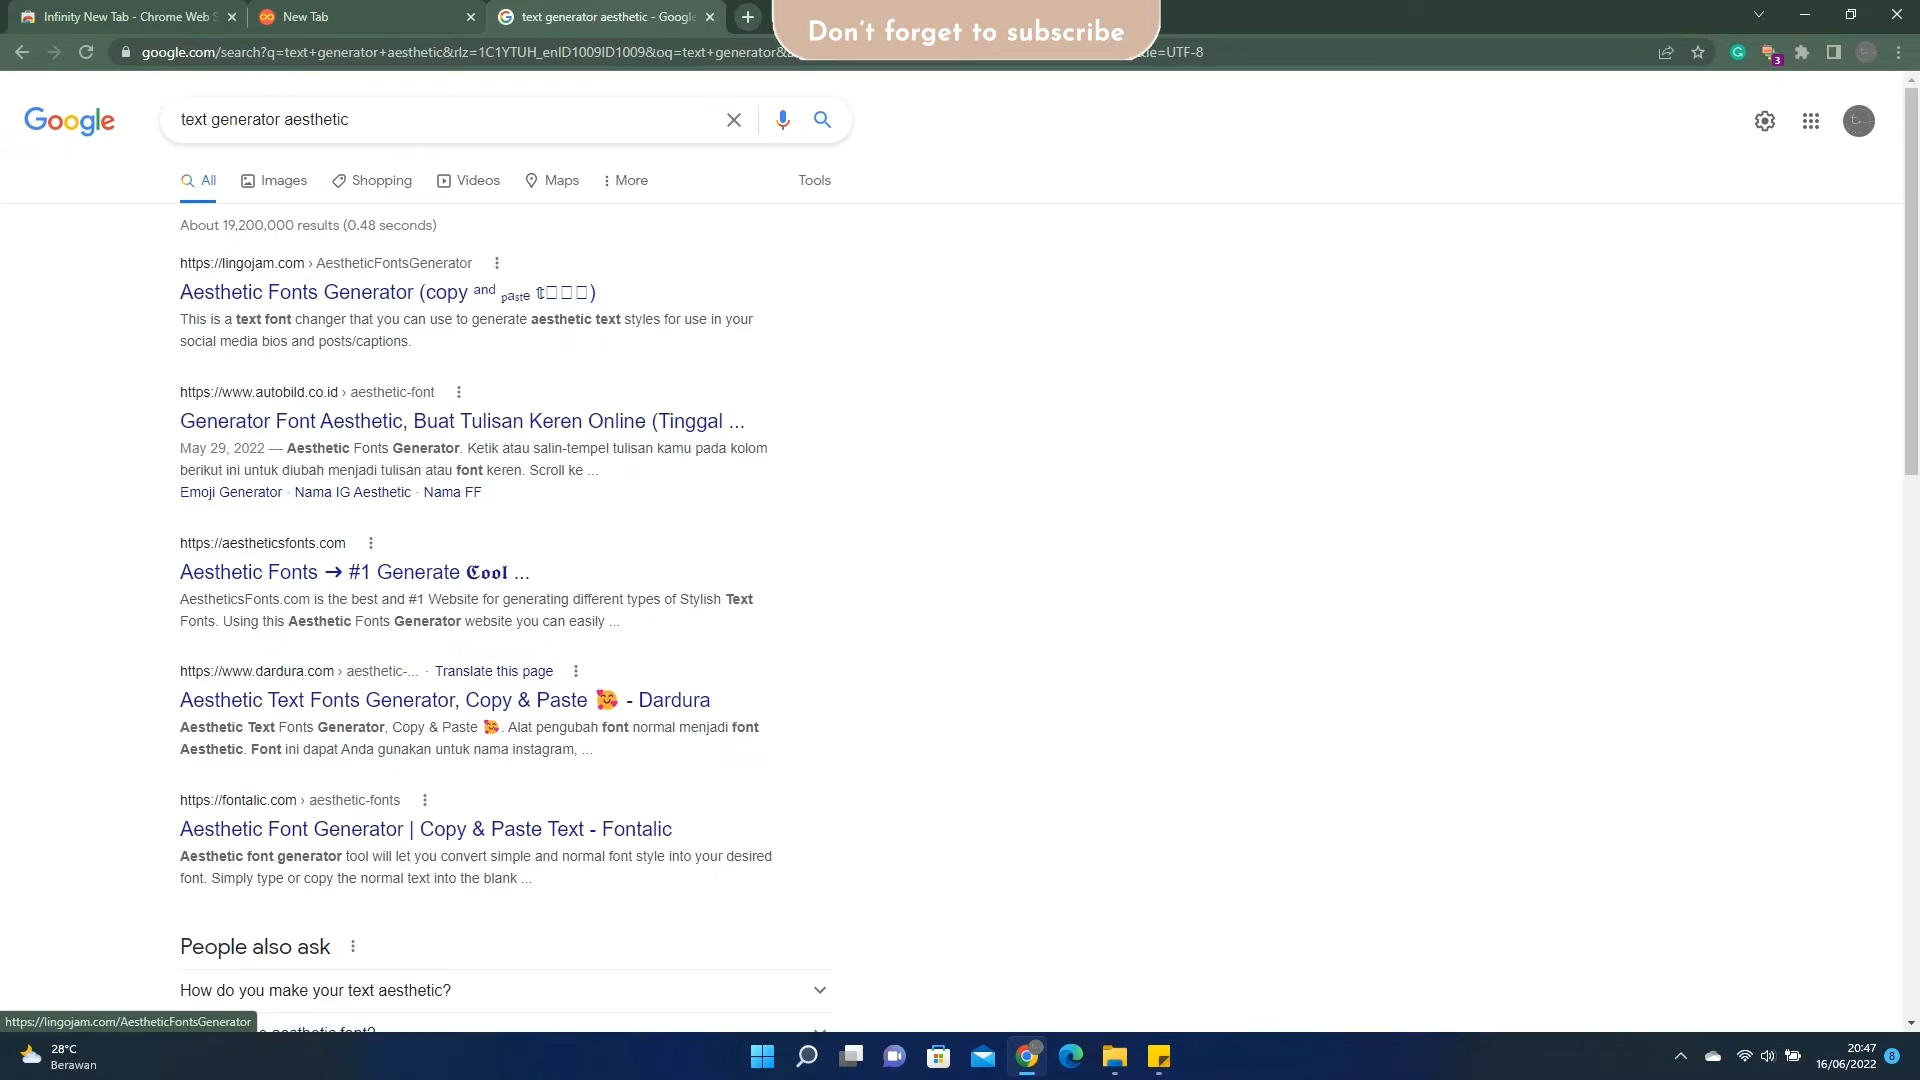 Infinity New Tab - Chrome Web S
New Tab
text generator aesthetic - Google
Don't forget to subscribe
google.com/search?q=text+generator+aesthetic&rlz=1C1YTUH_enID1009ID1009&oq=text+generator&
ie=UTF-8
3
Google
text generator aesthetic
All
Images
Shopping
Videos
Maps
More
Tools
About 19,200,000 results (0.48 seconds)
https://lingojam.com › AestheticFontsGenerator
Aesthetic Fonts Generator (copy ᵃⁿᵈ ₚₐₛₜₑ 𝕥□□□)
This is a text font changer that you can use to generate aesthetic text styles for use in your
social media bios and posts/captions.
https://www.autobild.co.id › aesthetic-font
Generator Font Aesthetic, Buat Tulisan Keren Online (Tinggal ...
May 29, 2022 — Aesthetic Fonts Generator. Ketik atau salin-tempel tulisan kamu pada kolom
berikut ini untuk diubah menjadi tulisan atau font keren. Scroll ke ...
Emoji Generator · Nama IG Aesthetic · Nama FF
https://aestheticsfonts.com
Aesthetic Fonts ➜ #1 Generate 𝕮𝖔𝖔𝖑 ...
AestheticsFonts.com is the best and #1 Website for generating different types of Stylish Text
Fonts. Using this Aesthetic Fonts Generator website you can easily ...
https://www.dardura.com › aesthetic-... · Translate this page
Aesthetic Text Fonts Generator, Copy & Paste 🥰 - Dardura
Aesthetic Text Fonts Generator, Copy & Paste 🥰. Alat pengubah font normal menjadi font
Aesthetic. Font ini dapat Anda gunakan untuk nama instagram, ...
https://fontalic.com › aesthetic-fonts
Aesthetic Font Generator | Copy & Paste Text - Fontalic
Aesthetic font generator tool will let you convert simple and normal font style into your desired
font. Simply type or copy the normal text into the blank ...
People also ask
How do you make your text aesthetic?
aesthetic font?
https://lingojam.com/AestheticFontsGenerator
28°C
Berawan
20:47
16/06/2022
8